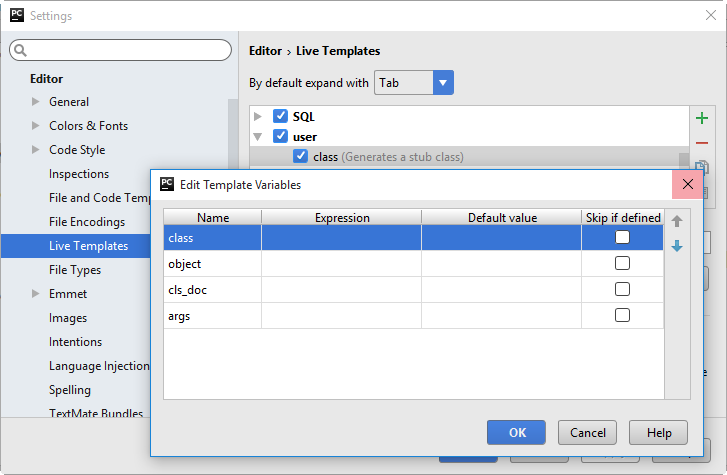 PC Settings
Editor
General
Colors & Fonts
Code Style
Inspections
File and Code Temp
File Encodings
Live Templates
File Types
Emmet
Images
Intentions
Language Injection
Spelling
TextMate Bundles
Editor › Live Templates
By default expand with Tab
SQL
user
class (Generates a stub class)
PC Edit Template Variables
Name Expression Default value Skip if defined
class
object
cls_doc
args
OK Cancel Help